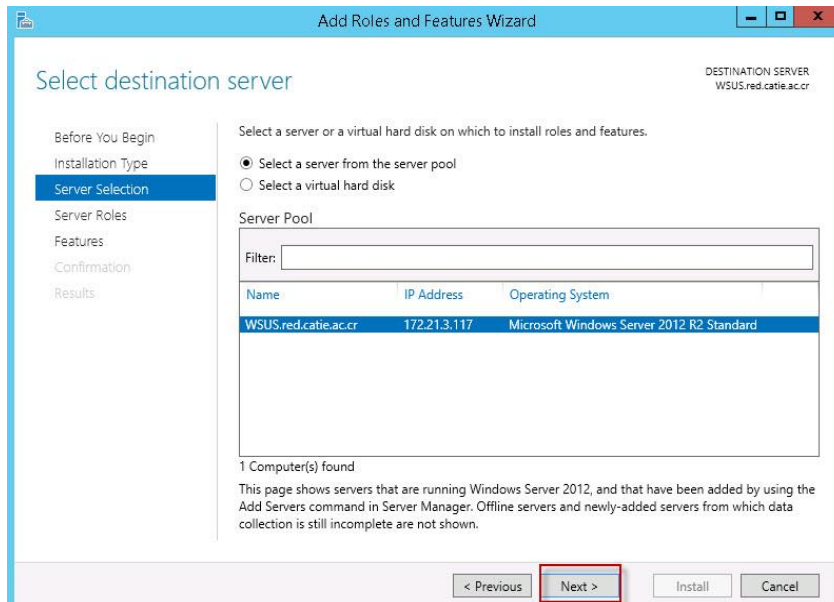 Add Roles and Features Wizard
Select destination server
DESTINATION SERVER
WSUS.red.catie.ac.cr
Before You Begin
Installation Type
Server Selection
Server Roles
Features
Confirmation
Results
Select a server or a virtual hard disk on which to install roles and features.
Select a server from the server pool
Select a virtual hard disk
Server Pool
Filter:
Name IP Address Operating System
WSUS.red.catie.ac.cr 172.21.3.117 Microsoft Windows Server 2012 R2 Standard
1 Computer(s) found
This page shows servers that are running Windows Server 2012, and that have been added by using the
Add Servers command in Server Manager. Offline servers and newly-added servers from which data
collection is still incomplete are not shown.
< Previous Next > Install Cancel